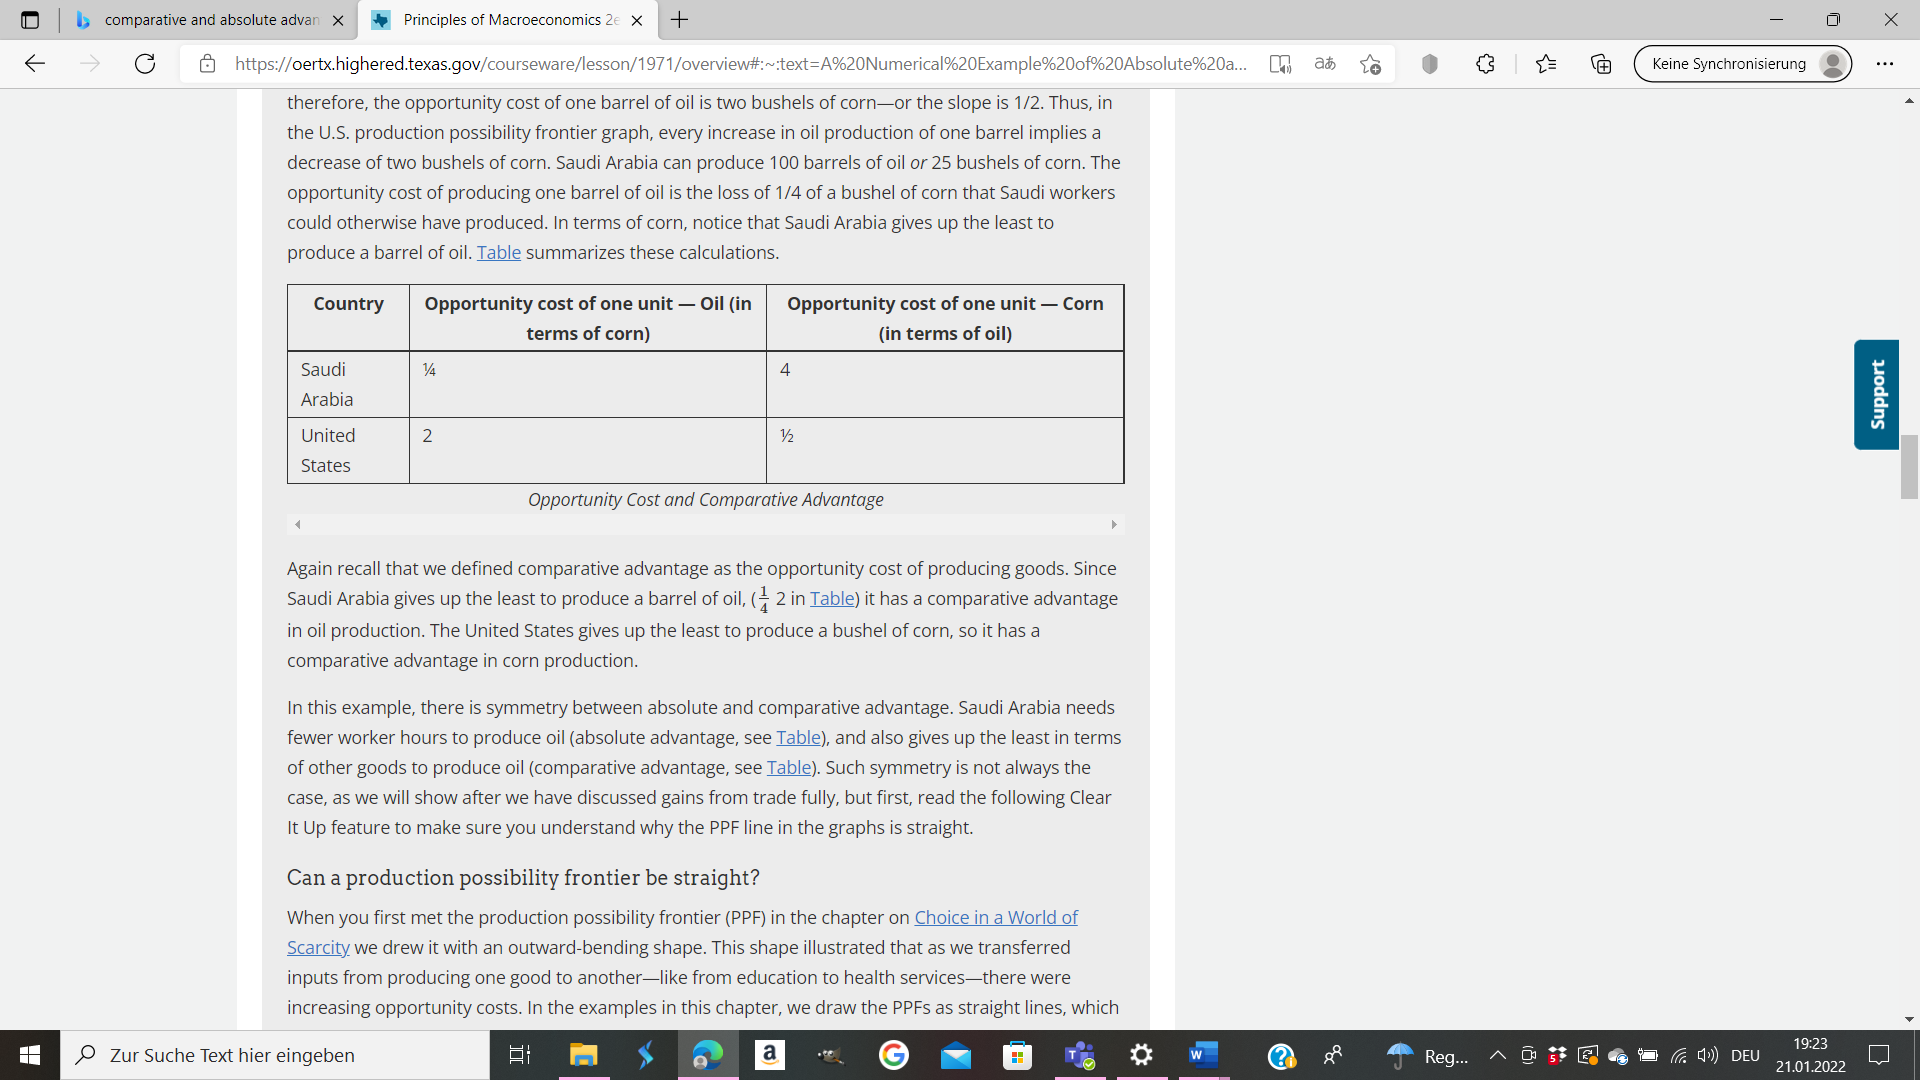 comparative and absolute advan
Principles of Macroeconomics 2e
https://oertx.highered.texas.gov/courseware/lesson/1971/overview#:~:text=A%20Numerical%20Example%20of%20Absolute%20a...
Keine Synchronisierung
therefore, the opportunity cost of one barrel of oil is two bushels of corn—or the slope is 1/2. Thus, in
the U.S. production possibility frontier graph, every increase in oil production of one barrel implies a
decrease of two bushels of corn. Saudi Arabia can produce 100 barrels of oil or 25 bushels of corn. The
opportunity cost of producing one barrel of oil is the loss of 1/4 of a bushel of corn that Saudi workers
could otherwise have produced. In terms of corn, notice that Saudi Arabia gives up the least to
produce a barrel of oil. Table summarizes these calculations.
Country
Opportunity cost of one unit — Oil (in
terms of corn)
Opportunity cost of one unit — Corn
(in terms of oil)
Saudi
Arabia
¼
4
United
States
2
½
Opportunity Cost and Comparative Advantage
Again recall that we defined comparative advantage as the opportunity cost of producing goods. Since
Saudi Arabia gives up the least to produce a barrel of oil, (1/4 2 in Table) it has a comparative advantage
in oil production. The United States gives up the least to produce a bushel of corn, so it has a
comparative advantage in corn production.
In this example, there is symmetry between absolute and comparative advantage. Saudi Arabia needs
fewer worker hours to produce oil (absolute advantage, see Table), and also gives up the least in terms
of other goods to produce oil (comparative advantage, see Table). Such symmetry is not always the
case, as we will show after we have discussed gains from trade fully, but first, read the following Clear
It Up feature to make sure you understand why the PPF line in the graphs is straight.
Can a production possibility frontier be straight?
When you first met the production possibility frontier (PPF) in the chapter on Choice in a World of
Scarcity we drew it with an outward-bending shape. This shape illustrated that as we transferred
inputs from producing one good to another—like from education to health services—there were
increasing opportunity costs. In the examples in this chapter, we draw the PPFs as straight lines, which
Support
Zur Suche Text hier eingeben
Reg...
DEU
19:23
21.01.2022